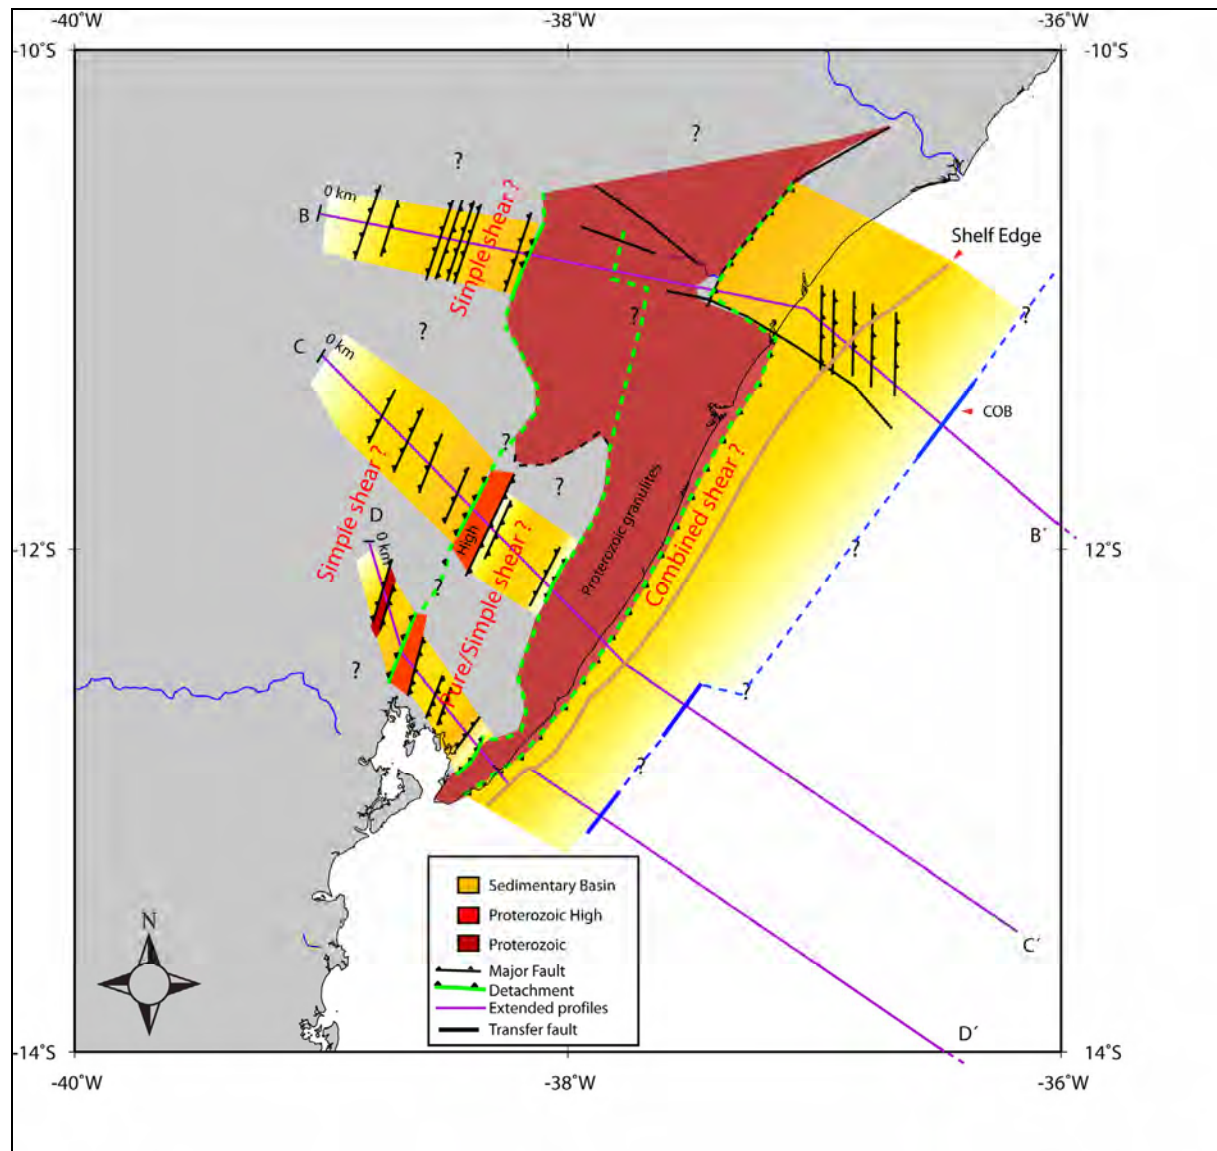 -40°W
-38°W
-36°W
-10°S
-10°S
?
?
0 km
B
Simple shear ?
Shelf Edge
?
?
?
C
0 km
COB
?
?
High
Simple shear ?
D
0 km
Pure/Simple shear ?
Proterozoic granulites
Combined shear ?
B´
-12°S
12°S
?
?
?
?
?
Sedimentary Basin
Proterozoic High
Proterozoic
Major Fault
Detachment
Extended profiles
Transfer fault
N
C´
D´
-14°S
-14°S
-40°W
-38°W
-36°W